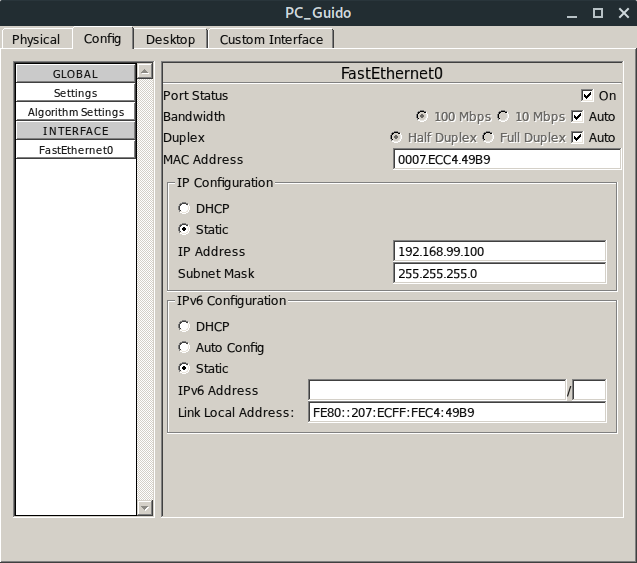 PC_Guido
Physical Config Desktop Custom Interface
GLOBAL
Settings
Algorithm Settings
INTERFACE
FastEthernet0
FastEthernet0
Port Status On
Bandwidth 100 Mbps 10 Mbps Auto
Duplex Half Duplex Full Duplex Auto
MAC Address 0007.ECC4.49B9
IP Configuration
DHCP
Static
IP Address 192.168.99.100
Subnet Mask 255.255.255.0
IPv6 Configuration
DHCP
Auto Config
Static
IPv6 Address /
Link Local Address: FE80::207:ECFF:FEC4:49B9